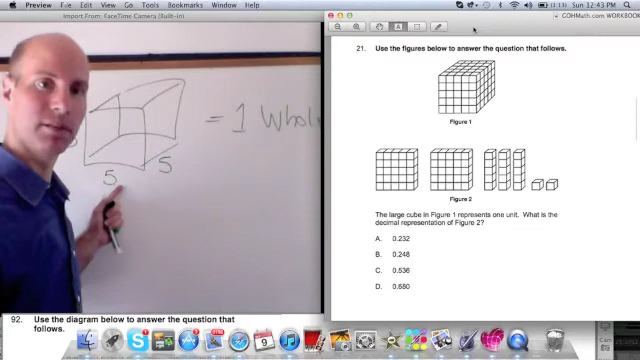 Preview File Edit View Go Tools Bookmarks Window Help
(1:13) Sun 12:43 PM
Import From: FaceTime Camera (Built-in)
GOHMath.com WORKBOOK
21. Use the figures below to answer the question that follows.
Figure 1
Figure 2
The large cube in Figure 1 represents one unit. What is the
decimal representation of Figure 2?
A. 0.232
B. 0.248
C. 0.536
D. 0.680
= 1 Whol
5
5
92. Use the diagram below to answer the question that
follows.
9